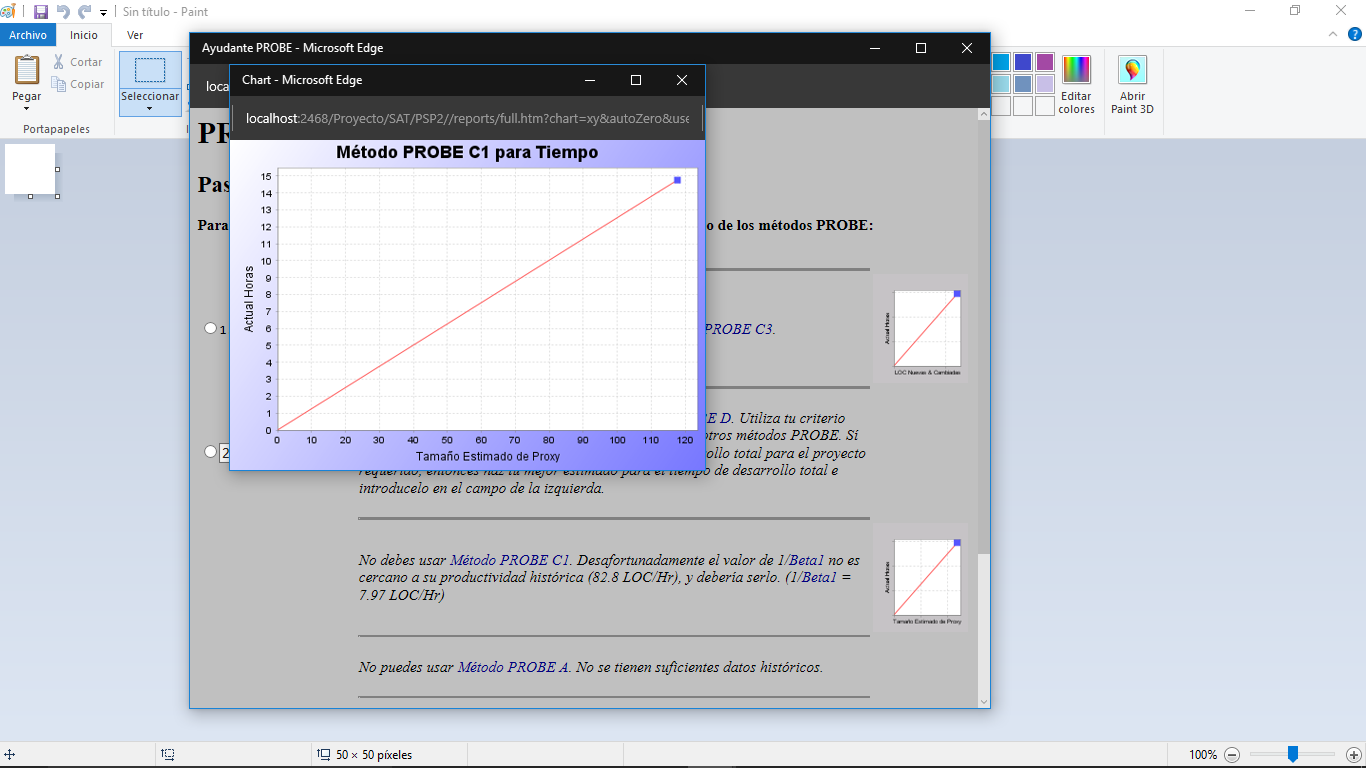 Sin título - Paint
Archivo
Inicio
Ver
Pegar
Cortar
Copiar
Portapapeles
Seleccionar
Editar
colores
Abrir
Paint 3D
Ayudante PROBE - Microsoft Edge
loca
PR
Pas
Para
o de los métodos PROBE:
1
PROBE C3.
Actual Horas
LOC Nuevas & Cambiadas
2
E D. Utiliza tu criterio
otros métodos PROBE. Sí
ollo total para el proyecto
requerido, entonces haz tu mejor estimado para el tiempo de desarrollo total e
introducelo en el campo de la izquierda.
No debes usar Método PROBE C1. Desafortunadamente el valor de 1/Beta1 no es
cercano a su productividad histórica (82.8 LOC/Hr), y debería serlo. (1/Beta1 =
7.97 LOC/Hr)
Actual Horas
Tamaño Estimado de Proxy
No puedes usar Método PROBE A. No se tienen suficientes datos históricos.
Chart - Microsoft Edge
localhost:2468/Proyecto/SAT/PSP2//reports/full.htm?chart=xy&autoZero&use
Método PROBE C1 para Tiempo
15
14
13
12
11
10
9
8
7
6
5
4
3
2
1
0
Actual Horas
0 10 20 30 40 50 60 70 80 90 100 110 120
Tamaño Estimado de Proxy
50 × 50 píxeles
100%